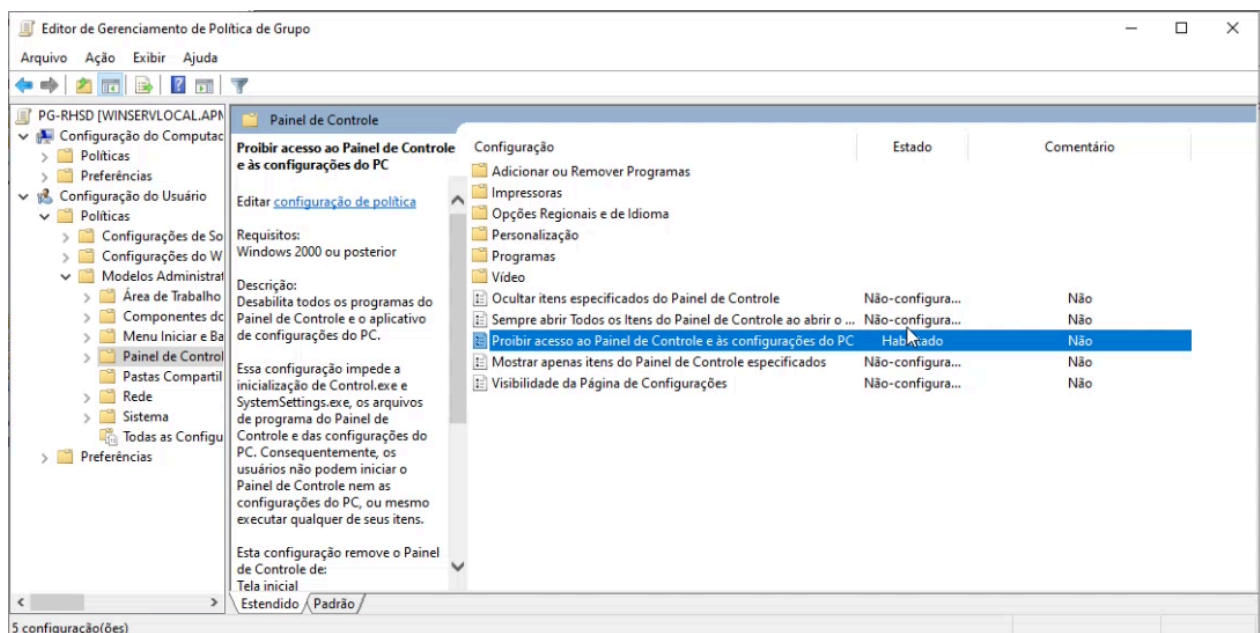 Editor de Gerenciamento de Política de Grupo
Arquivo Ação Exibir Ajuda
PG-RHSD [WINSERVLOCAL.APN
Configuração do Computac
Políticas
Preferências
Configuração do Usuário
Políticas
Configurações de So
Configurações do W
Modelos Administrat
Área de Trabalho
Componentes dc
Menu Iniciar e Ba
Painel de Control
Pastas Compartil
Rede
Sistema
Todas as Configu
Preferências
Painel de Controle
Proibir acesso ao Painel de Controle
e às configurações do PC
Editar configuração de política
Requisitos:
Windows 2000 ou posterior
Descrição:
Desabilita todos os programas do
Painel de Controle e o aplicativo
de configurações do PC.
Essa configuração impede a
inicialização de Control.exe e
SystemSettings.exe, os arquivos
de programa do Painel de
Controle e das configurações do
PC. Consequentemente, os
usuários não podem iniciar o
Painel de Controle nem as
configurações do PC, ou mesmo
executar qualquer de seus itens.
Esta configuração remove o Painel
de Controle de:
Tela inicial
Configuração Estado Comentário
Adicionar ou Remover Programas
Impressoras
Opções Regionais e de Idioma
Personalização
Programas
Vídeo
Ocultar itens especificados do Painel de Controle Não-configura... Não
Sempre abrir Todos os Itens do Painel de Controle ao abrir o ... Não-configura... Não
Proibir acesso ao Painel de Controle e às configurações do PC Habilitado Não
Mostrar apenas itens do Painel de Controle especificados Não-configura... Não
Visibilidade da Página de Configurações Não-configura... Não
Estendido Padrão
5 configuração(ões)